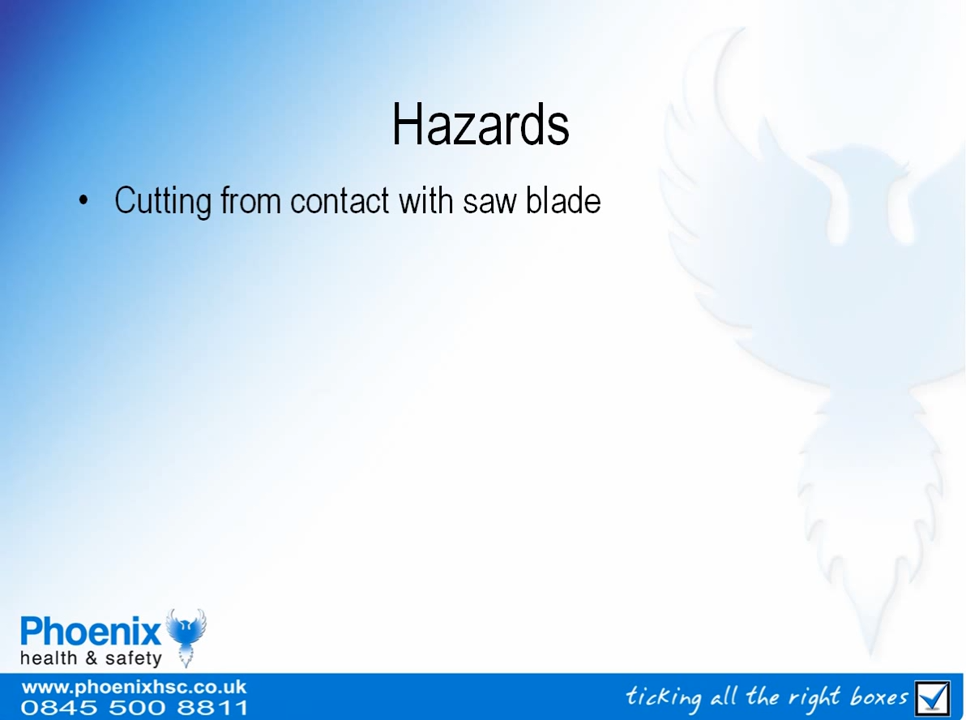 Hazards
• Cutting from contact with saw blade
Phoenix
health & safety
www.phoenixhsc.co.uk
0845 500 8811
ticking all the right boxes